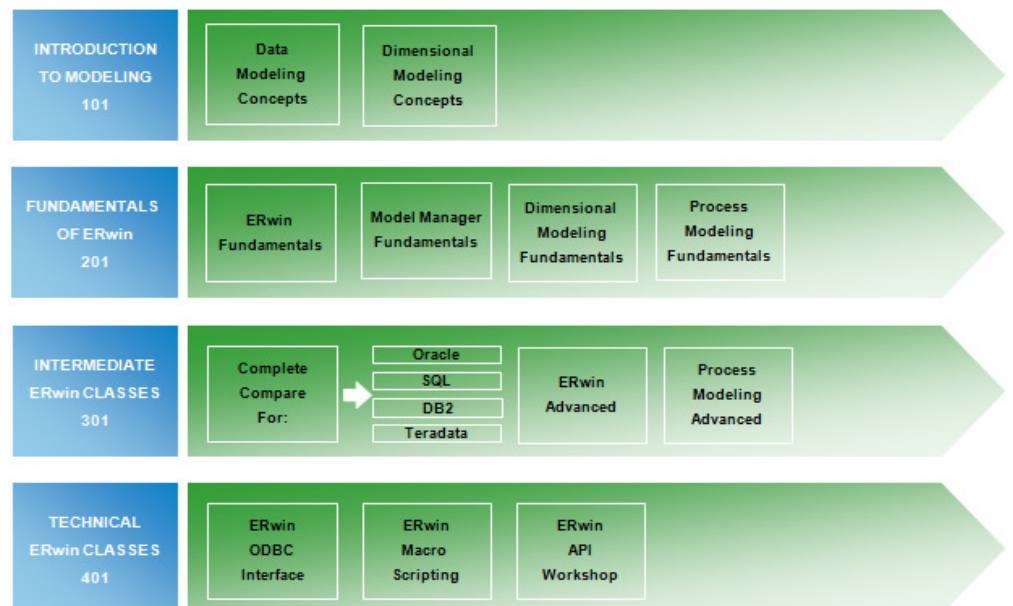 INTRODUCTION
TO MODELING
101
Data
Modeling
Concepts
Dimensional
Modeling
Concepts
FUNDAMENTALS
OF ERwin
201
ERwin
Fundamentals
Model Manager
Fundamentals
Dimensional
Modeling
Fundamentals
Process
Modeling
Fundamentals
INTERMEDIATE
ERwin CLASSES
301
Complete
Compare
For:
Oracle
SQL
DB2
Teradata
ERwin
Advanced
Process
Modeling
Advanced
TECHNICAL
ERwin CLASSES
401
ERwin
ODBC
Interface
ERwin
Macro
Scripting
ERwin
API
Workshop